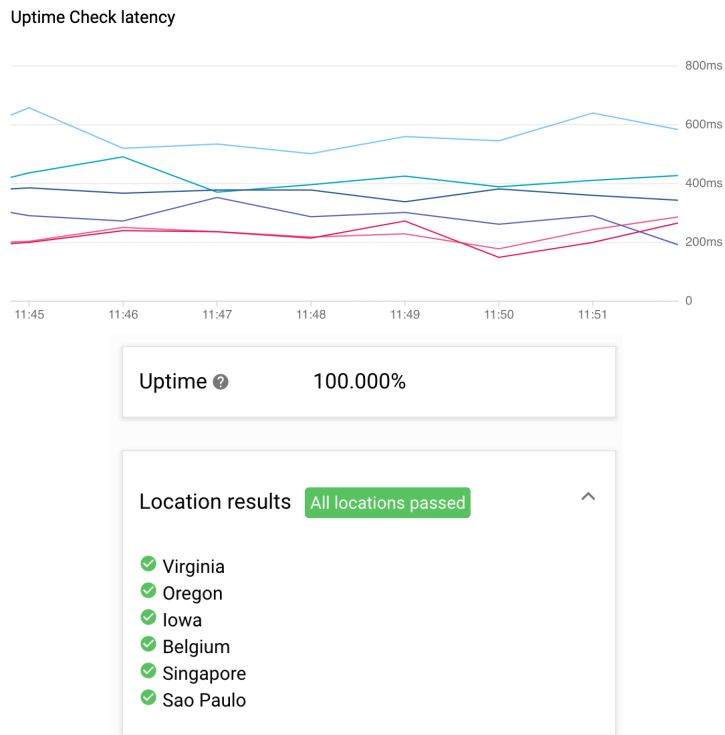 Uptime Check latency
800ms
600ms
400ms
200ms
0
11:45 11:46 11:47 11:48 11:49 11:50 11:51
Uptime ? 100.000%
Location results All locations passed
Virginia
Oregon
Iowa
Belgium
Singapore
Sao Paulo